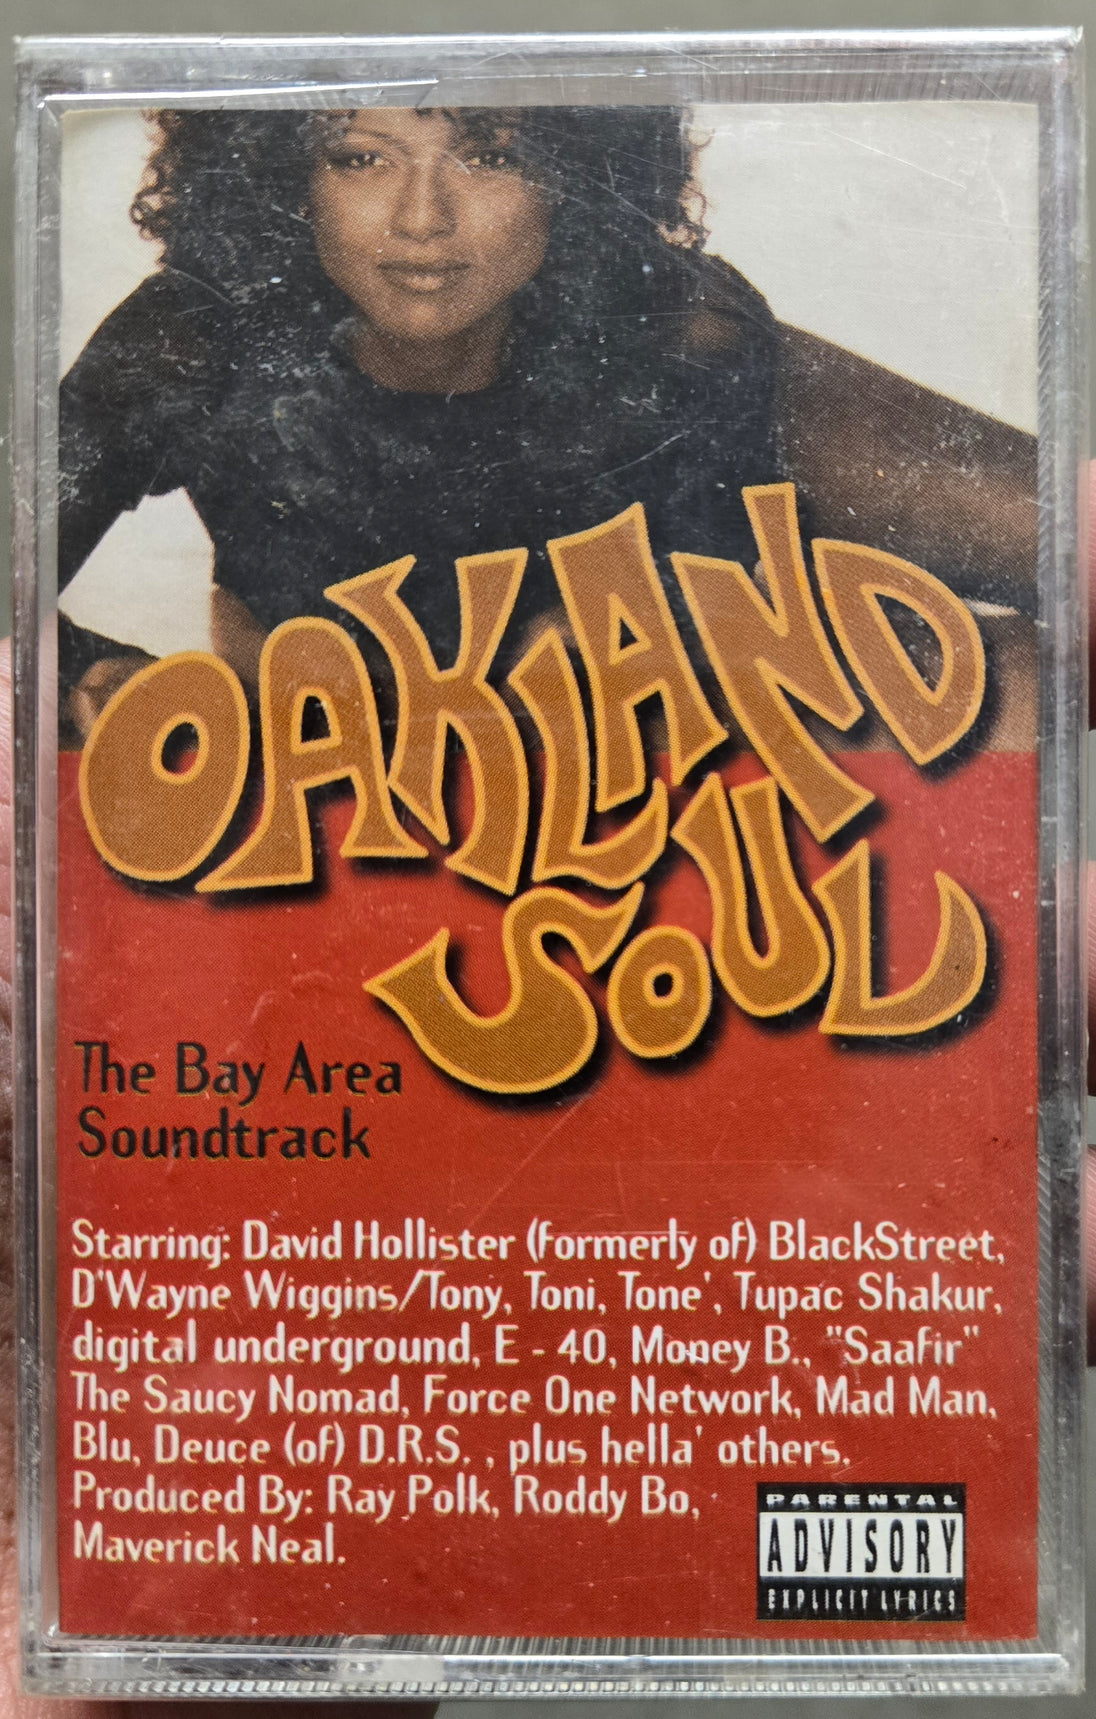 OAKLAND
SOUL
The Bay Area
Soundtrack
Starring: David Hollister (formerly of) BlackStreet,
D'Wayne Wiggins/Tony, Toni, Tone', Tupac Shakur,
digital underground, E - 40, Money B., "Saafir"
The Saucy Nomad, Force One Network, Mad Man,
Blu, Deuce (of) D.R.S. , plus hella' others.
Produced By: Ray Polk, Roddy Bo,
Maverick Neal.
PARENTAL
ADVISORY
EXPLICIT LYRICS